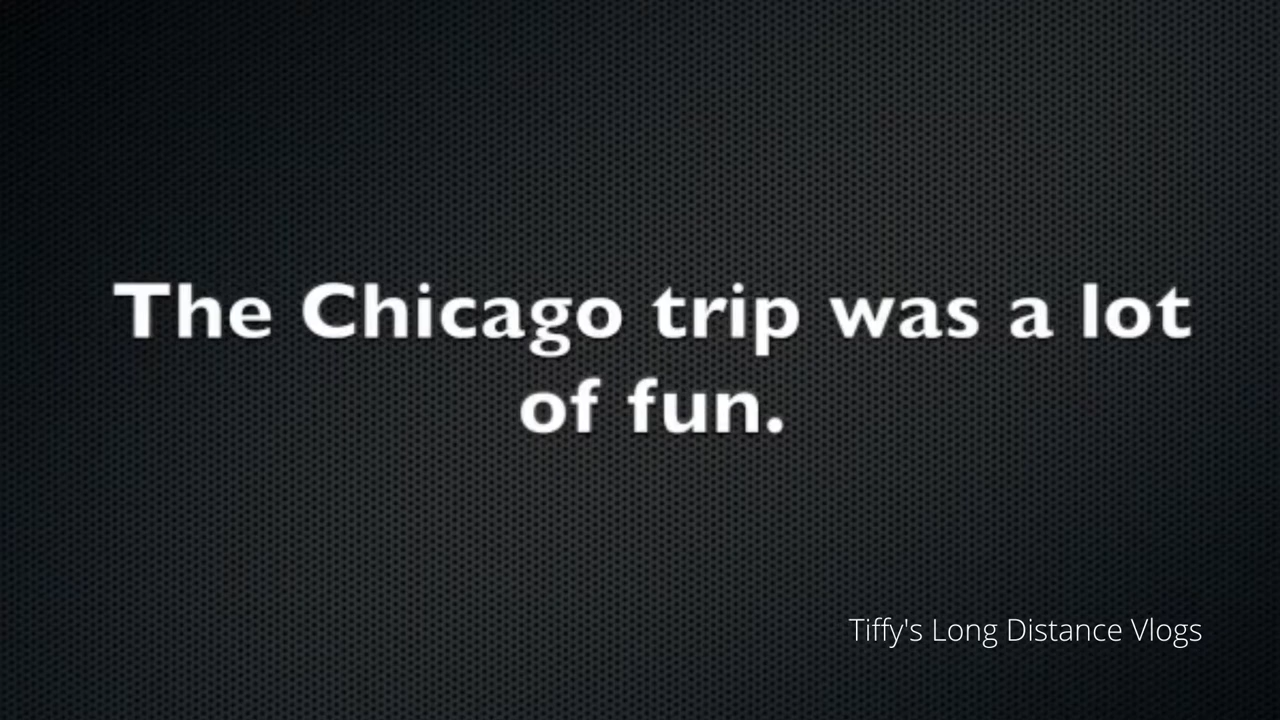 The Chicago trip was a lot
of fun.
Tiffy's Long Distance Vlogs